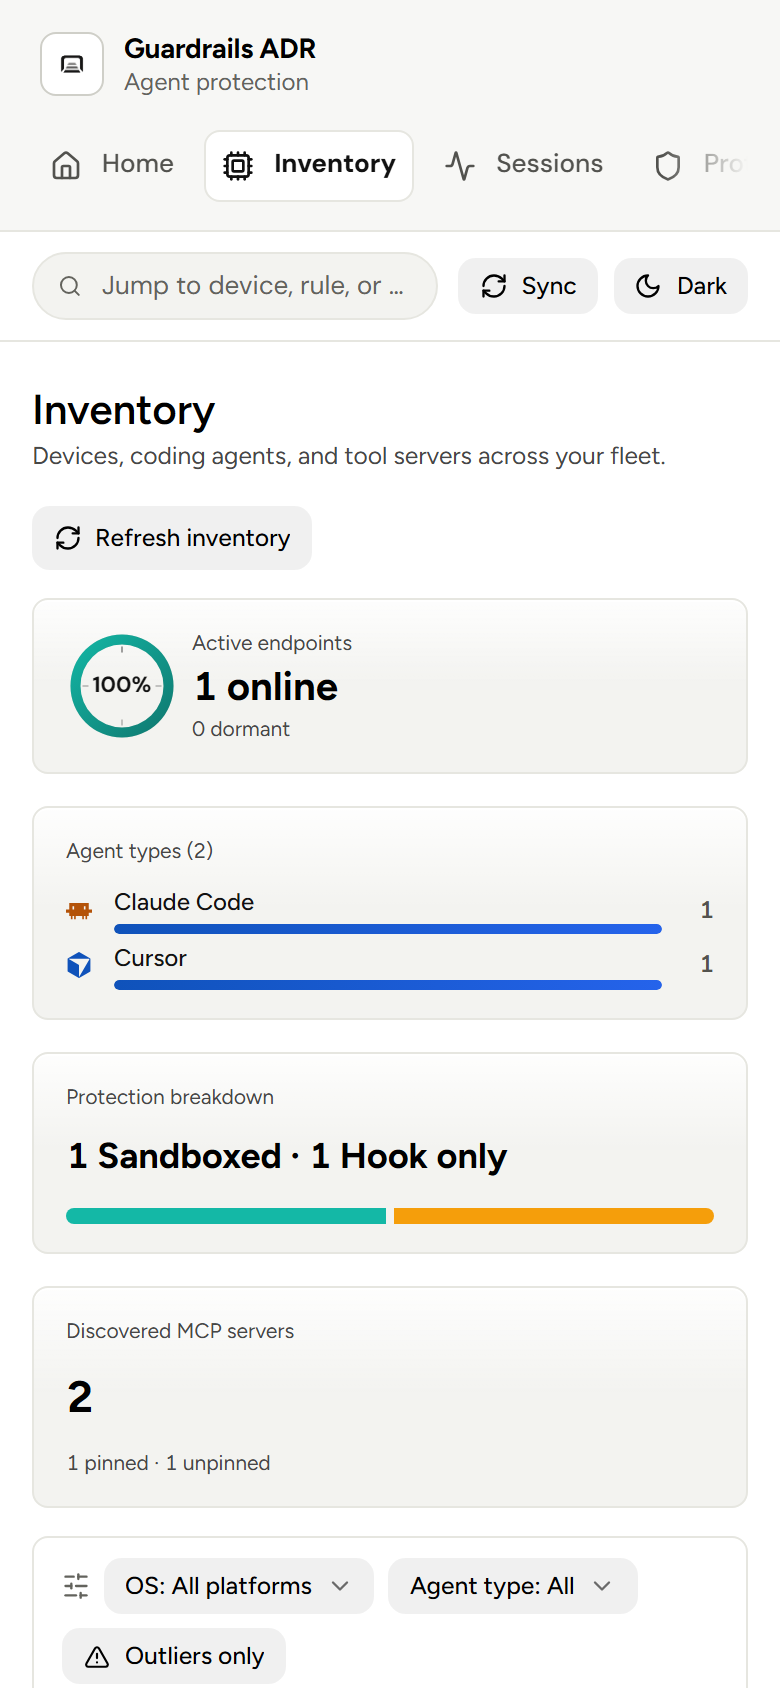 Guardrails ADR
Agent protection
Home
Inventory
Sessions
Pro
Jump to device, rule, or ...
Sync
Dark
Inventory
Devices, coding agents, and tool servers across your fleet.
Refresh inventory
Active endpoints
100%
1 online
0 dormant
Agent types (2)
Claude Code
1
Cursor
1
Protection breakdown
1 Sandboxed · 1 Hook only
Discovered MCP servers
2
1 pinned · 1 unpinned
OS: All platforms
Agent type: All
Outliers only